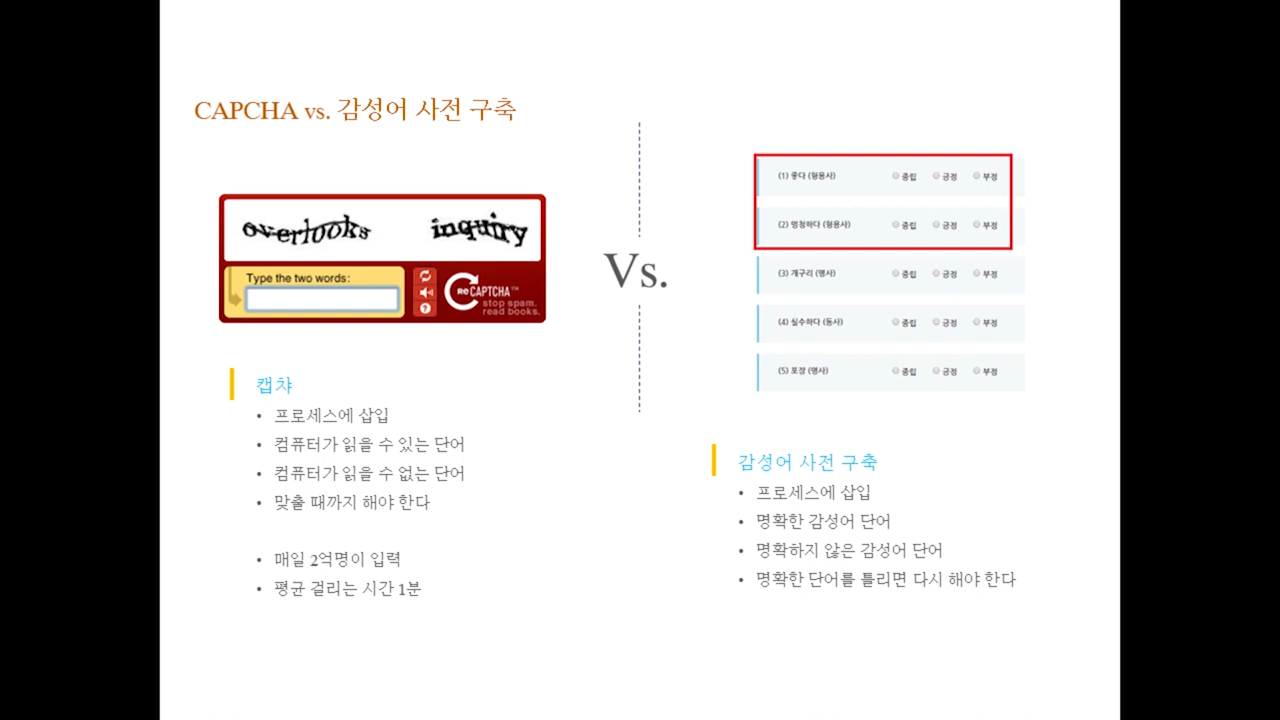 CAPCHA vs. 감성어 사전 구축
overlooks inquiry
Type the two words:
RECAPTCHA™
stop spam.
read books.
캡챠
• 프로세스에 삽입
• 컴퓨터가 읽을 수 있는 단어
• 컴퓨터가 읽을 수 없는 단어
• 맞출 때까지 해야 한다
• 매일 2억명이 입력
• 평균 걸리는 시간 1분
Vs.
(1) 좋다 (형용사) 중립 긍정 부정
(2) 멍청하다 (형용사) 중립 긍정 부정
(3) 개구리 (명사) 중립 긍정 부정
(4) 실수하다 (동사) 중립 긍정 부정
(5) 포장 (명사) 중립 긍정 부정
감성어 사전 구축
• 프로세스에 삽입
• 명확한 감성어 단어
• 명확하지 않은 감성어 단어
• 명확한 단어를 틀리면 다시 해야 한다